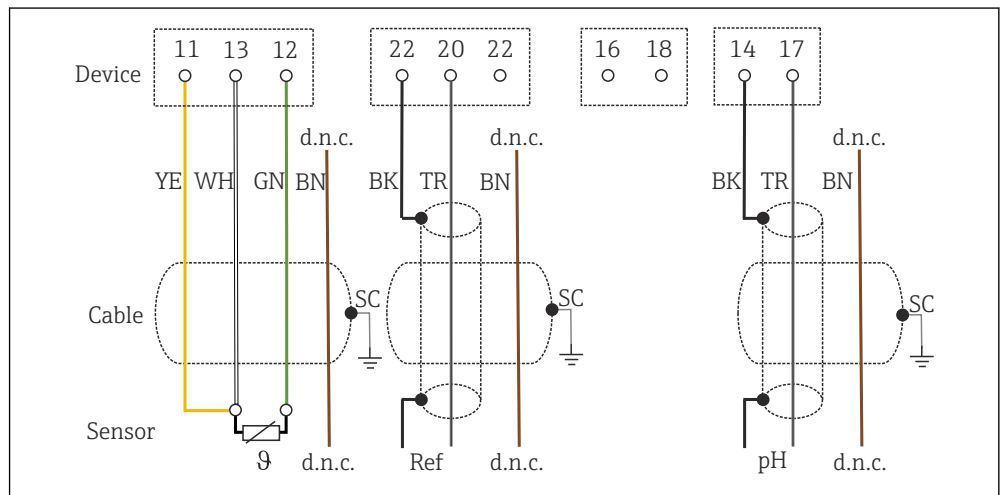 11 13 12 22 20 22 16 18 14 17
Device
d.n.c. d.n.c. d.n.c.
YE WH GN BN BK TR BN BK TR BN
SC SC SC
Cable
Sensor
ϑ d.n.c. Ref d.n.c. pH d.n.c.